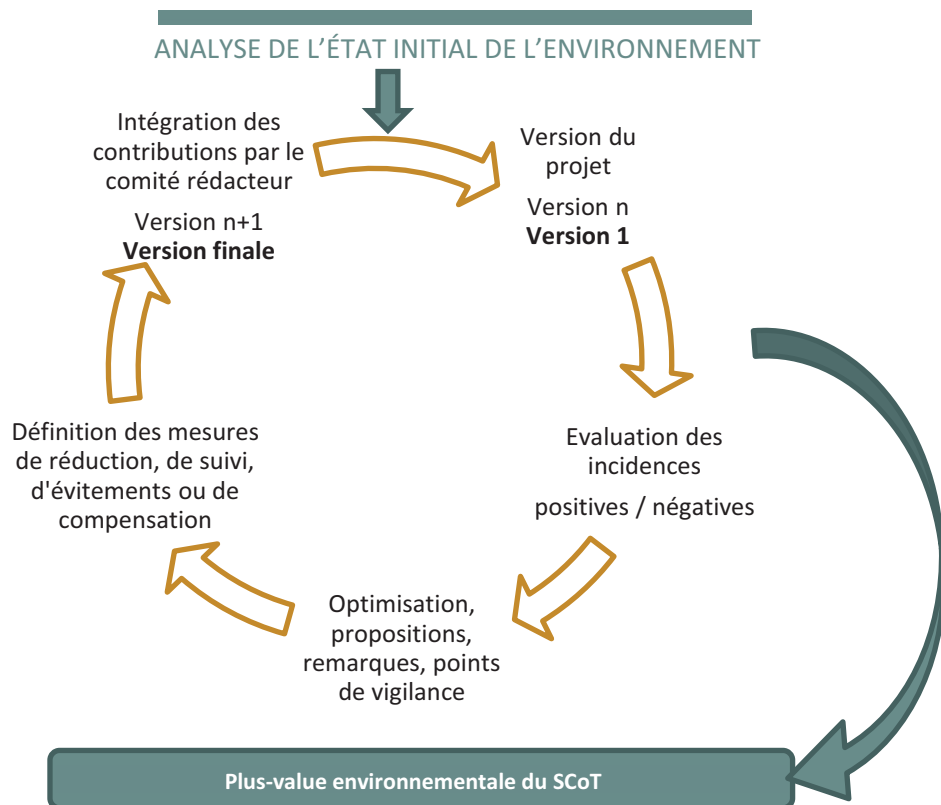 ANALYSE DE L'ÉTAT INITIAL DE L'ENVIRONNEMENT
Intégration des
contributions par le
comité rédacteur
Version n+1
Version finale
Version du
projet
Version n
Version 1
Evaluation des
incidences
positives / négatives
Optimisation,
propositions,
remarques, points
de vigilance
Définition des mesures
de réduction, de suivi,
d'évitements ou de
compensation
Plus-value environnementale du SCoT